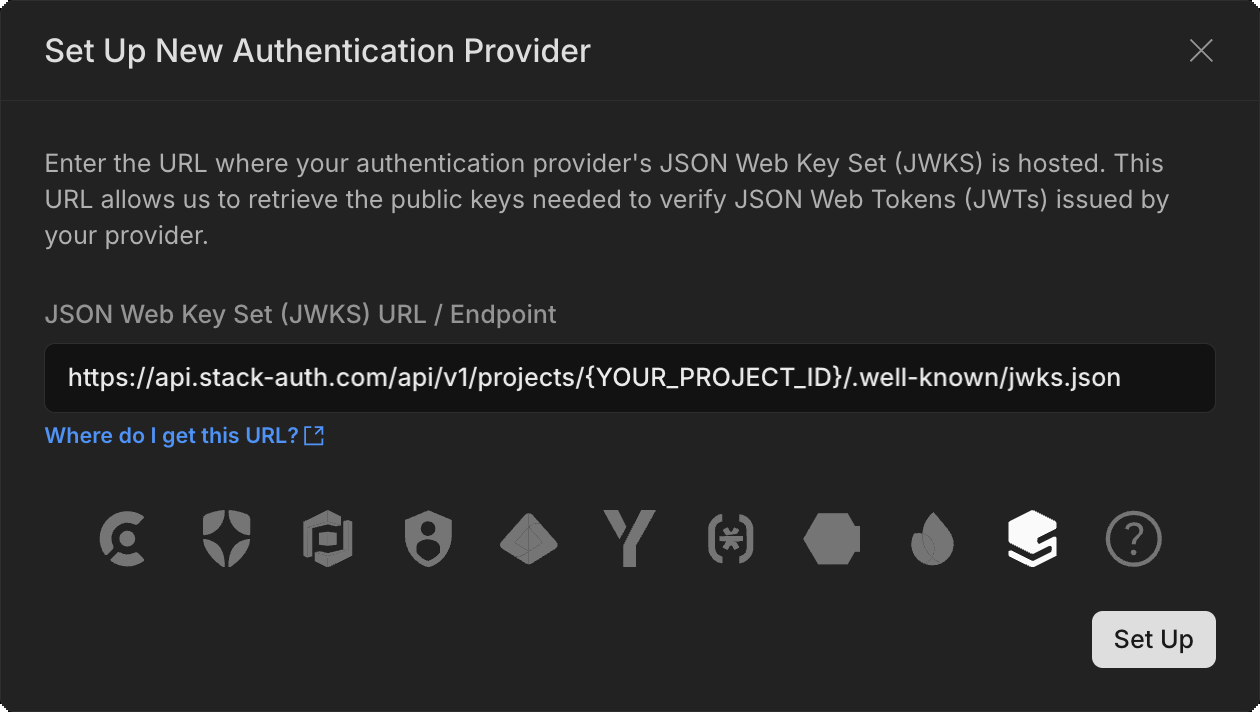 Set Up New Authentication Provider
Enter the URL where your authentication provider's JSON Web Key Set (JWKS) is hosted. This
URL allows us to retrieve the public keys needed to verify JSON Web Tokens (JWTs) issued by
your provider.
JSON Web Key Set (JWKS) URL / Endpoint
https://api.stack-auth.com/api/v1/projects/{YOUR_PROJECT_ID}/.well-known/jwks.json
Where do I get this URL?
Set Up